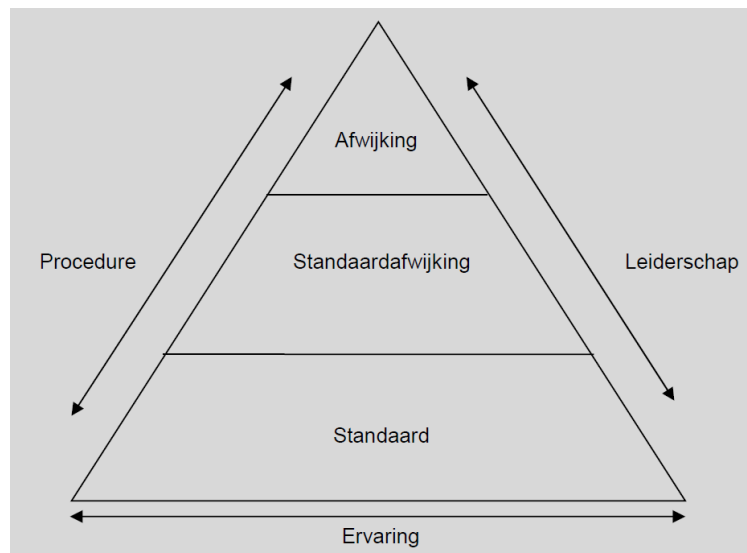 Afwijking
Procedure
Standaardafwijking
Leiderschap
Standaard
Ervaring